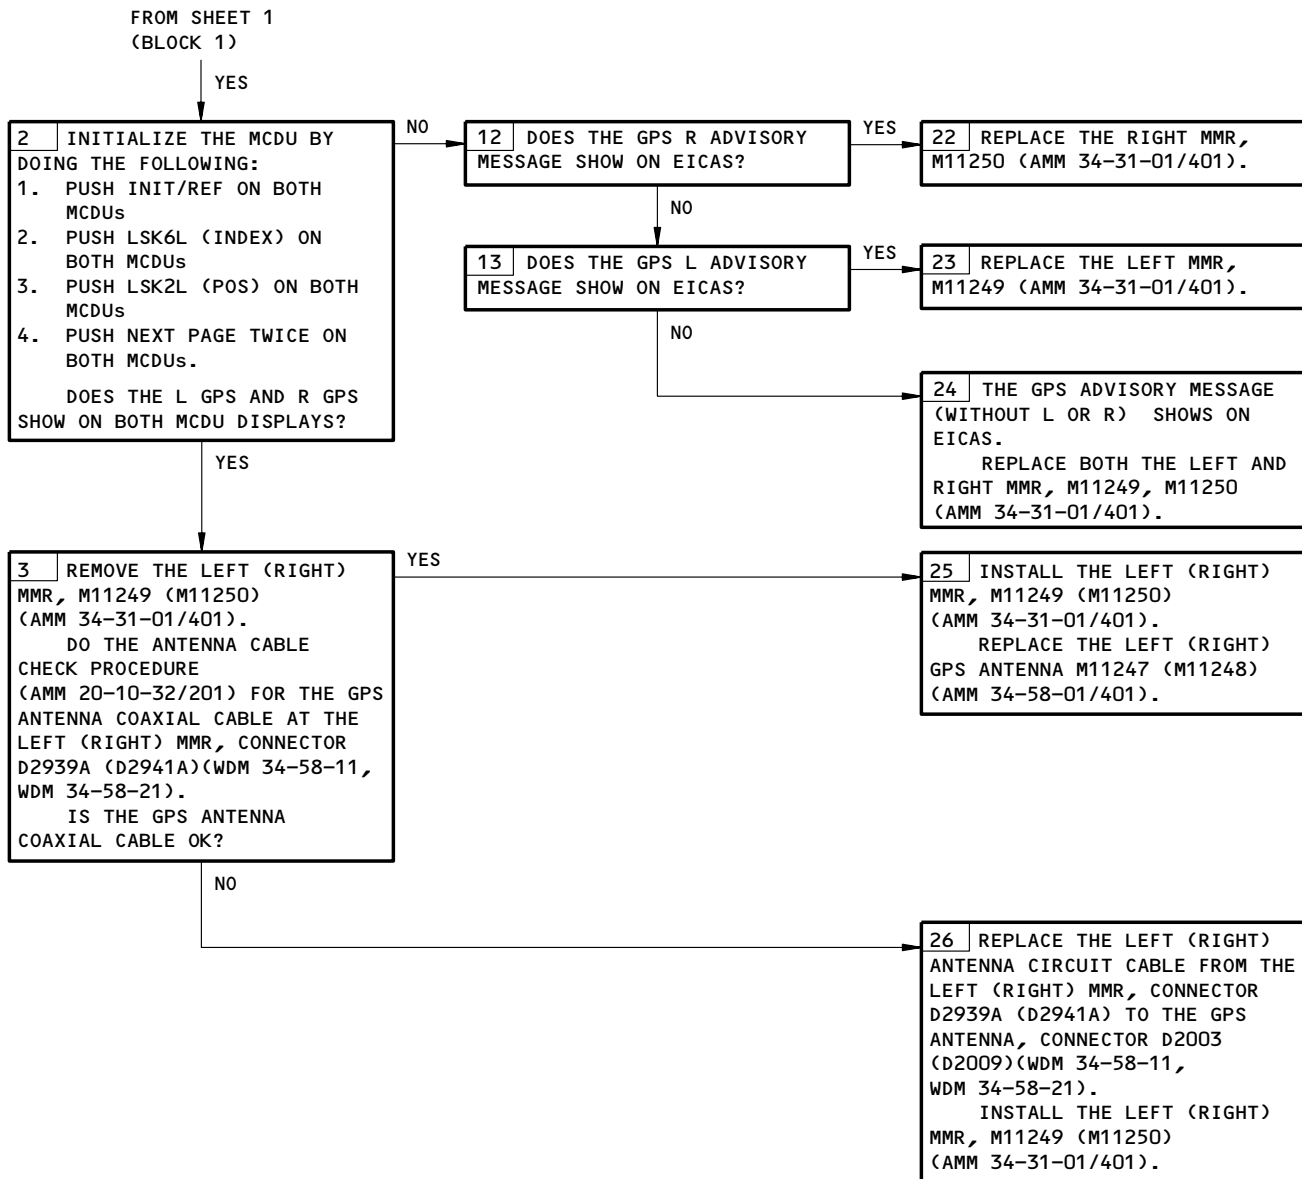 FROM SHEET 1
(BLOCK 1)
YES
2 INITIALIZE THE MCDU BY
DOING THE FOLLOWING:
1. PUSH INIT/REF ON BOTH
MCDUs
2. PUSH LSK6L (INDEX) ON
BOTH MCDUs
3. PUSH LSK2L (POS) ON BOTH
MCDUs
4. PUSH NEXT PAGE TWICE ON
BOTH MCDUs.
DOES THE L GPS AND R GPS
SHOW ON BOTH MCDU DISPLAYS?
NO
12 DOES THE GPS R ADVISORY
MESSAGE SHOW ON EICAS?
YES
22 REPLACE THE RIGHT MMR,
M11250 (AMM 34-31-01/401).
NO
13 DOES THE GPS L ADVISORY
MESSAGE SHOW ON EICAS?
YES
23 REPLACE THE LEFT MMR,
M11249 (AMM 34-31-01/401).
NO
24 THE GPS ADVISORY MESSAGE
(WITHOUT L OR R) SHOWS ON
EICAS.
REPLACE BOTH THE LEFT AND
RIGHT MMR, M11249, M11250
(AMM 34-31-01/401).
YES
3 REMOVE THE LEFT (RIGHT)
MMR, M11249 (M11250)
(AMM 34-31-01/401).
DO THE ANTENNA CABLE
CHECK PROCEDURE
(AMM 20-10-32/201) FOR THE GPS
ANTENNA COAXIAL CABLE AT THE
LEFT (RIGHT) MMR, CONNECTOR
D2939A (D2941A)(WDM 34-58-11,
WDM 34-58-21).
IS THE GPS ANTENNA
COAXIAL CABLE OK?
YES
25 INSTALL THE LEFT (RIGHT)
MMR, M11249 (M11250)
(AMM 34-31-01/401).
REPLACE THE LEFT (RIGHT)
GPS ANTENNA M11247 (M11248)
(AMM 34-58-01/401).
NO
26 REPLACE THE LEFT (RIGHT)
ANTENNA CIRCUIT CABLE FROM THE
LEFT (RIGHT) MMR, CONNECTOR
D2939A (D2941A) TO THE GPS
ANTENNA, CONNECTOR D2003
(D2009)(WDM 34-58-11,
WDM 34-58-21).
INSTALL THE LEFT (RIGHT)
MMR, M11249 (M11250)
(AMM 34-31-01/401).